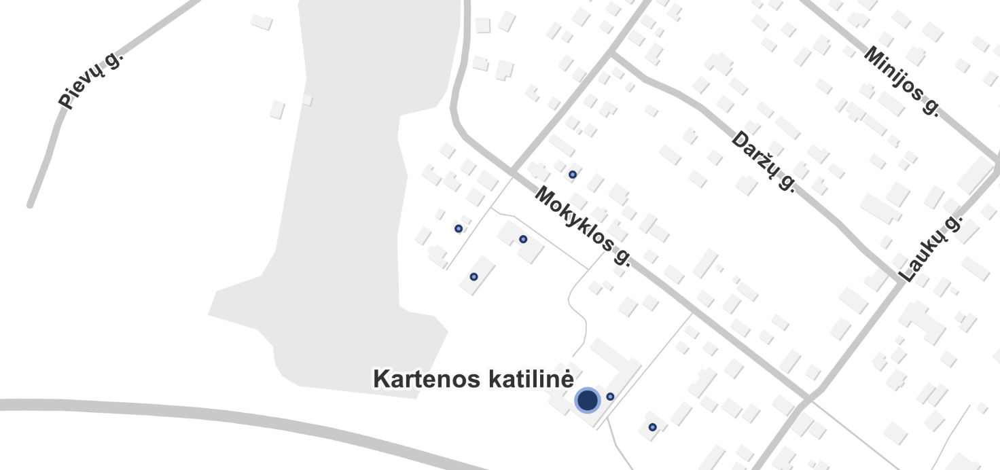 Pievų g.
Minijos g.
Daržų g.
Mokyklos g.
Laukų g.
Kartenos katilinė